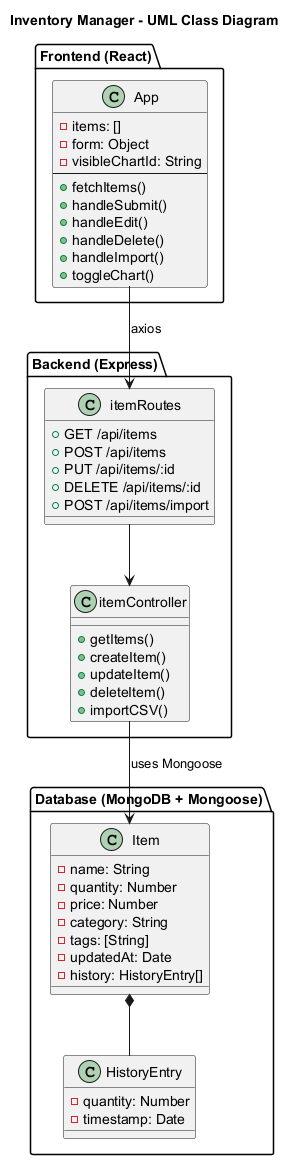 Inventory Manager - UML Class Diagram
Frontend (React)
C App
items: []
form: Object
visibleChartId: String
fetchItems()
handleSubmit()
handleEdit()
handleDelete()
handleImport()
toggleChart()
axios
Backend (Express)
C itemRoutes
GET /api/items
POST /api/items
PUT /api/items/:id
DELETE /api/items/:id
POST /api/items/import
C itemController
getItems()
createItem()
updateItem()
deleteItem()
importCSV()
uses Mongoose
Database (MongoDB + Mongoose)
C Item
name: String
quantity: Number
price: Number
category: String
tags: [String]
updatedAt: Date
history: HistoryEntry[]
C HistoryEntry
quantity: Number
timestamp: Date